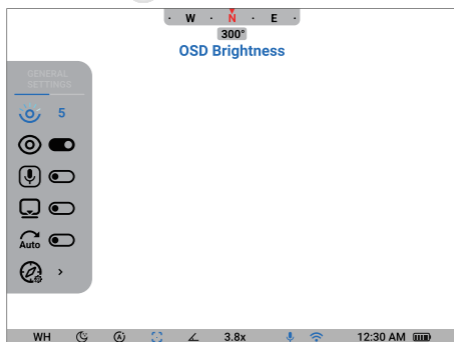 · W · N · E ·
300°
OSD Brightness
GENERAL
SETTINGS
5
Auto
>
WH A 3.8x 12:30 AM